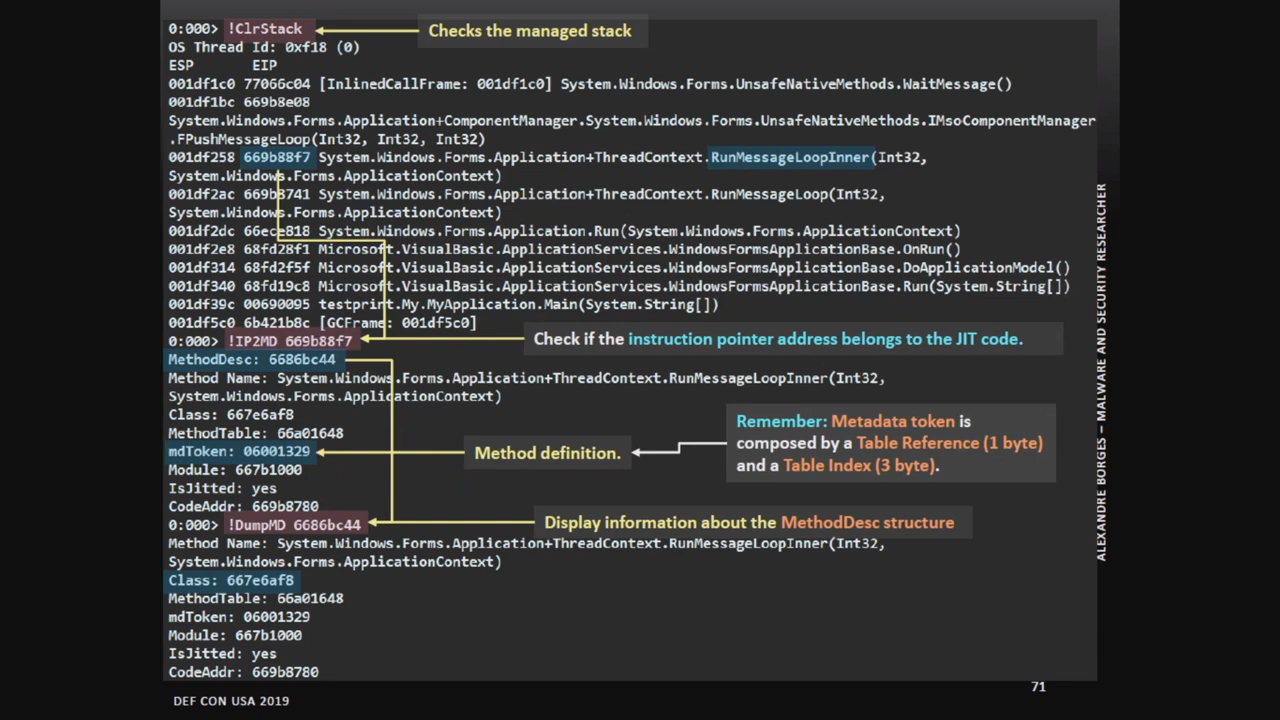 0:000> !ClrStack
Checks the managed stack
OS Thread Id: 0xf18 (0)
ESP EIP
001df1c0 77066c04 [InlinedCallFrame: 001df1c0] System.Windows.Forms.UnsafeNativeMethods.WaitMessage()
001df1bc 669b8e08
System.Windows.Forms.Application+ComponentManager.System.Windows.Forms.UnsafeNativeMethods.IMsoComponentManager
.FPushMessageLoop(Int32, Int32, Int32)
001df258 669b88f7 System.Windows.Forms.Application+ThreadContext.RunMessageLoopInner(Int32,
System.Windows.Forms.ApplicationContext)
001df2ac 669b8741 System.Windows.Forms.Application+ThreadContext.RunMessageLoop(Int32,
System.Windows.Forms.ApplicationContext)
001df2dc 66ece818 System.Windows.Forms.Application.Run(System.Windows.Forms.ApplicationContext)
001df2e8 68fd28f1 Microsoft.VisualBasic.ApplicationServices.WindowsFormsApplicationBase.OnRun()
001df314 68fd2f5f Microsoft.VisualBasic.ApplicationServices.WindowsFormsApplicationBase.DoApplicationModel()
001df340 68fd19c8 Microsoft.VisualBasic.ApplicationServices.WindowsFormsApplicationBase.Run(System.String[])
001df39c 00690095 testprint.My.MyApplication.Main(System.String[])
001df5c0 6b421b8c [GCFrame: 001df5c0]
0:000> !IP2MD 669b88f7
Check if the instruction pointer address belongs to the JIT code.
MethodDesc: 6686bc44
Method Name: System.Windows.Forms.Application+ThreadContext.RunMessageLoopInner(Int32,
System.Windows.Forms.ApplicationContext)
Class: 667e6af8
MethodTable: 66a01648
mdToken: 06001329
Method definition.
Remember: Metadata token is
composed by a Table Reference (1 byte)
and a Table Index (3 byte).
Module: 667b1000
IsJitted: yes
CodeAddr: 669b8780
0:000> !DumpMD 6686bc44
Display information about the MethodDesc structure
Method Name: System.Windows.Forms.Application+ThreadContext.RunMessageLoopInner(Int32,
System.Windows.Forms.ApplicationContext)
Class: 667e6af8
MethodTable: 66a01648
mdToken: 06001329
Module: 667b1000
IsJitted: yes
CodeAddr: 669b8780
ALEXANDRE BORGES – MALWARE AND SECURITY RESEARCHER
71
DEF CON USA 2019